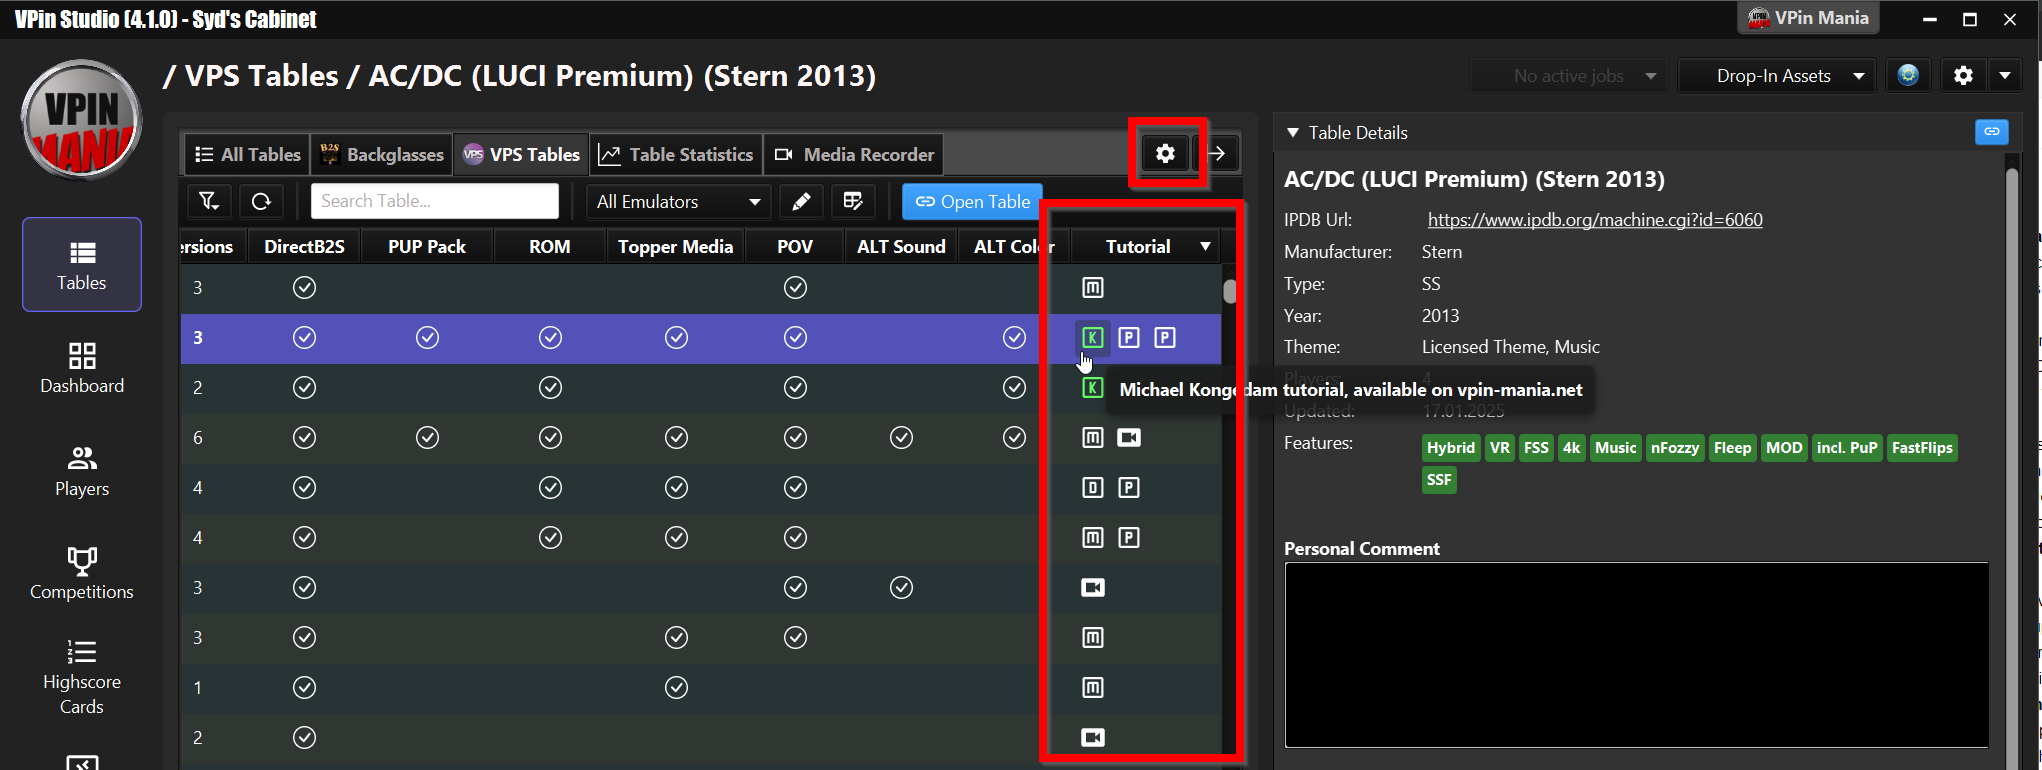 VPin Studio (4.1.0) - Syd's Cabinet
VPin Mania
VPIN
MANIA
/ VPS Tables / AC/DC (LUCI Premium) (Stern 2013)
No active jobs
Drop-In Assets
All Tables
B2S
Backglasses
VPS
VPS Tables
Table Statistics
Media Recorder
Search Table...
All Emulators
Open Table
ersions DirectB2S PUP Pack ROM Topper Media POV ALT Sound ALT Color Tutorial
3 M
3 K P P
2 K
6 M
4 D P
4 M P
3
3 M
1 M
2
Michael Kongedam tutorial, available on vpin-mania.net
Tables
Dashboard
Players
Competitions
Highscore
Cards
Table Details
AC/DC (LUCI Premium) (Stern 2013)
IPDB Url: https://www.ipdb.org/machine.cgi?id=6060
Manufacturer: Stern
Type: SS
Year: 2013
Theme: Licensed Theme, Music
Players: 4
Updated: 17.01.2025
Features: Hybrid VR FSS 4k Music nFozzy Fleep MOD incl. PuP FastFlips
SSF
Personal Comment